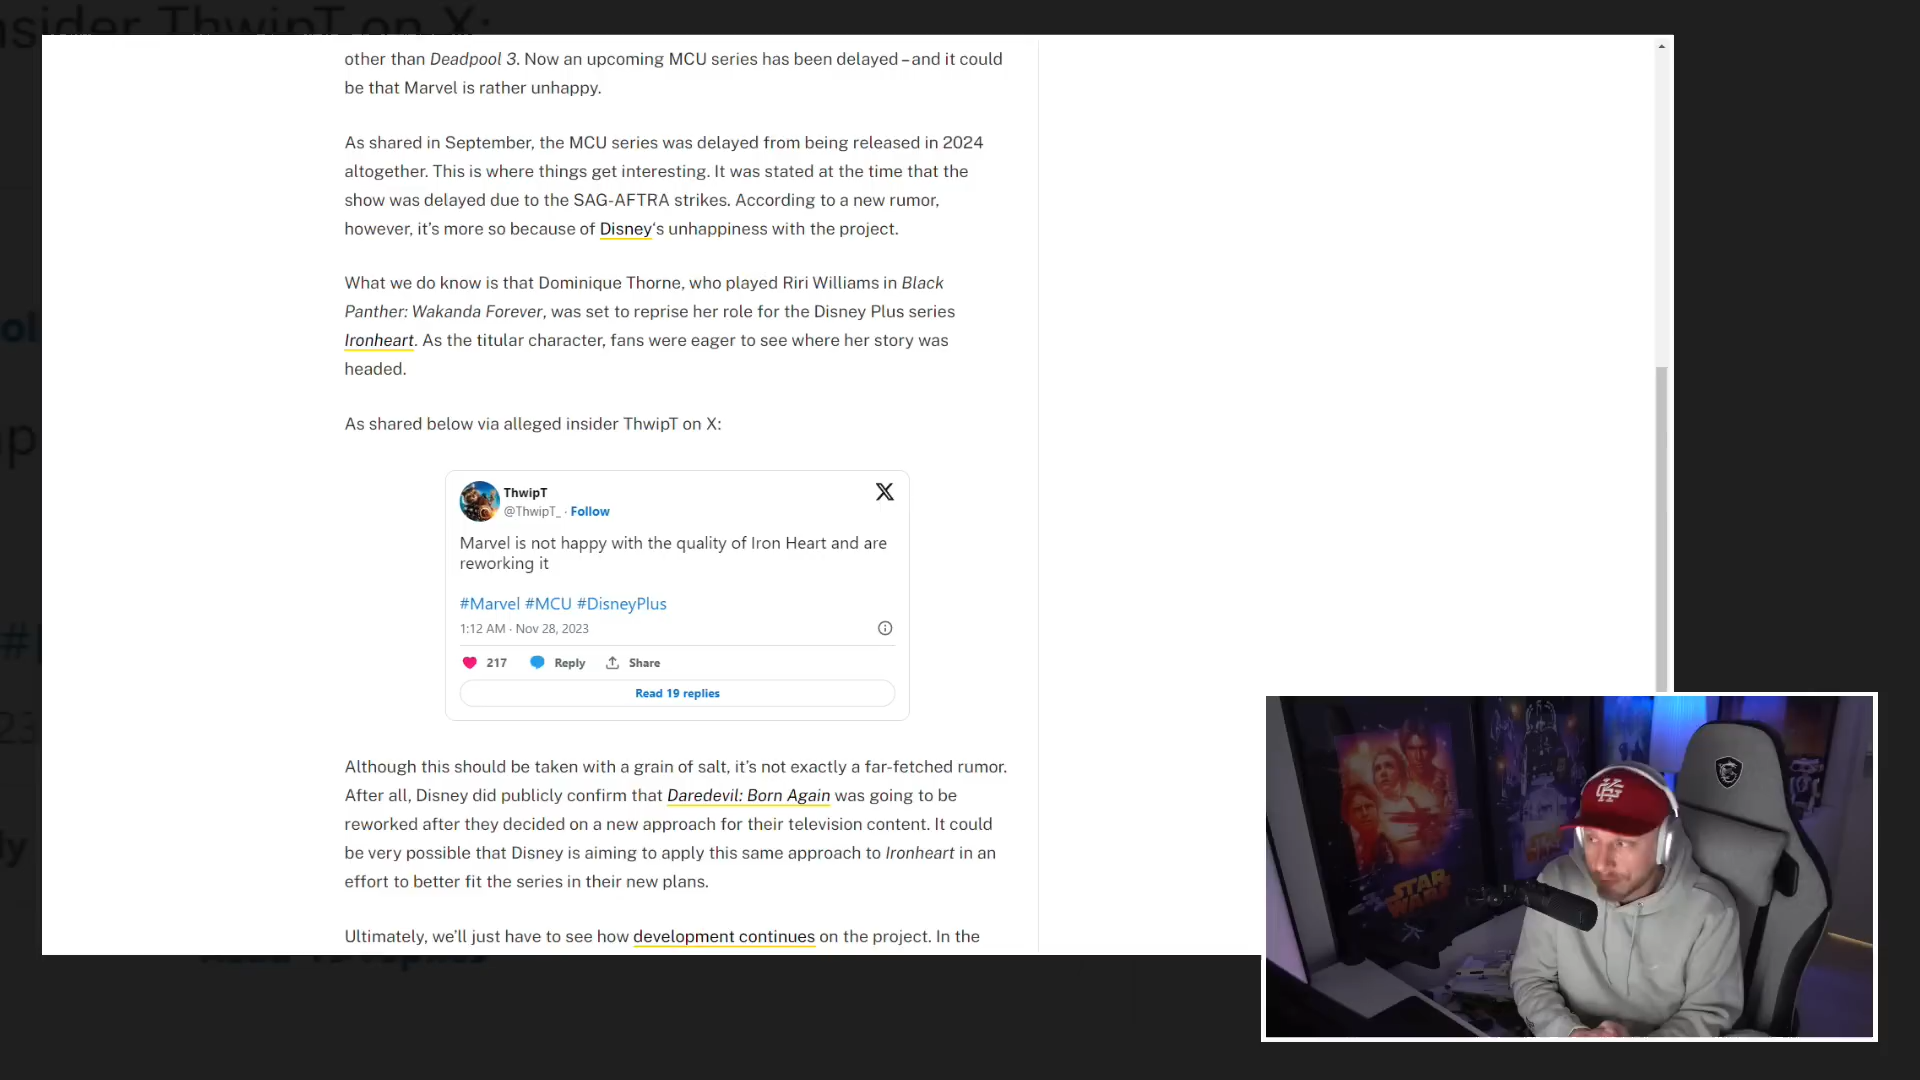 nsider ThwipT on X:
other than Deadpool 3. Now an upcoming MCU series has been delayed – and it could
be that Marvel is rather unhappy.
As shared in September, the MCU series was delayed from being released in 2024
altogether. This is where things get interesting. It was stated at the time that the
show was delayed due to the SAG-AFTRA strikes. According to a new rumor,
however, it’s more so because of Disney‘s unhappiness with the project.
What we do know is that Dominique Thorne, who played Riri Williams in Black
Panther: Wakanda Forever, was set to reprise her role for the Disney Plus series
Ironheart. As the titular character, fans were eager to see where her story was
headed.
As shared below via alleged insider ThwipT on X:
ThwipT
@ThwipT_ · Follow
Marvel is not happy with the quality of Iron Heart and are
reworking it
#Marvel #MCU #DisneyPlus
1:12 AM · Nov 28, 2023
217 Reply Share
Read 19 replies
Although this should be taken with a grain of salt, it’s not exactly a far-fetched rumor.
After all, Disney did publicly confirm that Daredevil: Born Again was going to be
reworked after they decided on a new approach for their television content. It could
be very possible that Disney is aiming to apply this same approach to Ironheart in an
effort to better fit the series in their new plans.
Ultimately, we’ll just have to see how development continues on the project. In the
STAR
WARS